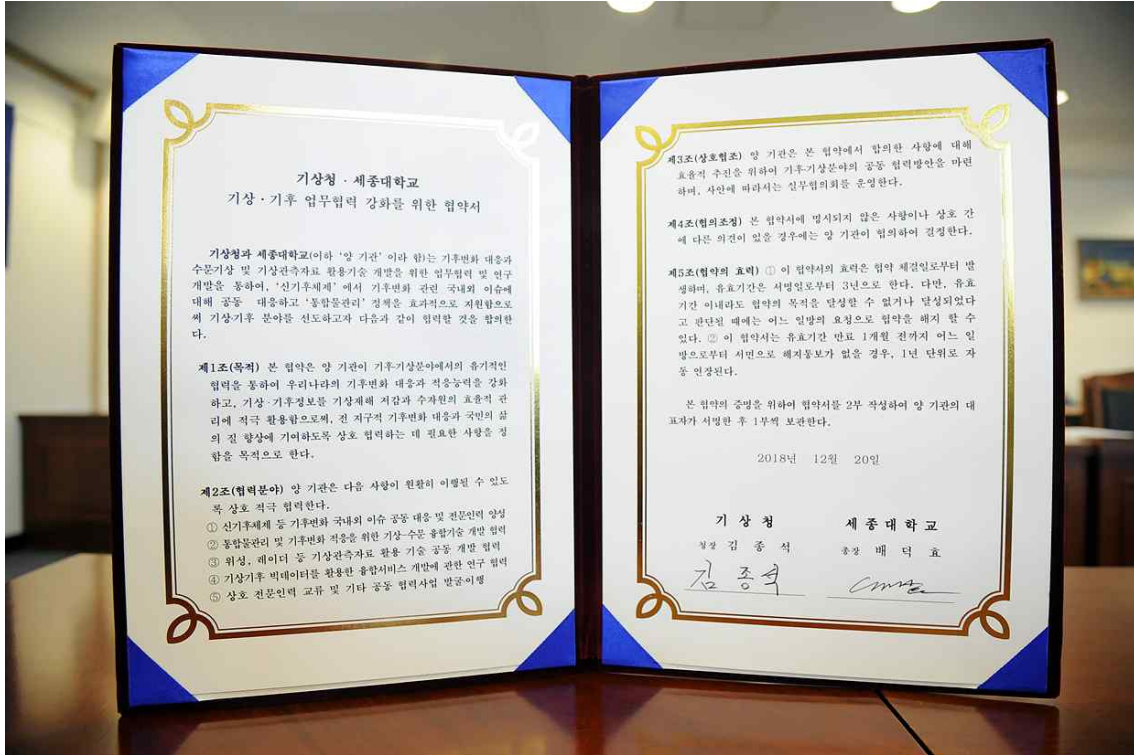 기상청 · 세종대학교
기상 · 기후 업무협력 강화를 위한 협약서
기상청과 세종대학교(이하 ‘양 기관’ 이라 함)는 기후변화 대응과
수문기상 및 기상관측자료 활용기술 개발을 위한 업무협력 및 연구
개발을 통하여, ‘신기후체제’ 에서 기후변화 관련 국내외 이슈에
대해 공동 대응하고 ‘통합물관리’ 정책을 효과적으로 지원함으로
써 기상기후 분야를 선도하고자 다음과 같이 협력할 것을 합의한
다.
제1조(목적) 본 협약은 양 기관이 기후·기상분야에서의 유기적인
협력을 통하여 우리나라의 기후변화 대응과 적응능력을 강화
하고, 기상·기후정보를 기상재해 저감과 수자원의 효율적 관
리에 적극 활용함으로써, 전 지구적 기후변화 대응과 국민의 삶
의 질 향상에 기여하도록 상호 협력하는 데 필요한 사항을 정
함을 목적으로 한다.
제2조(협력분야) 양 기관은 다음 사항이 원활히 이행될 수 있도
록 상호 적극 협력한다.
① 신기후체제 등 기후변화 국내외 이슈 공동 대응 및 전문인력 양성
② 통합물관리 및 기후변화 적응을 위한 기상·수문 융합기술 개발 협력
③ 위성, 레이더 등 기상관측자료 활용 기술 공동 개발 협력
④ 기상기후 빅데이터를 활용한 융합서비스 개발에 관한 연구 협력
⑤ 상호 전문인력 교류 및 기타 공동 협력사업 발굴·이행
제3조(상호협조) 양 기관은 본 협약에서 합의한 사항에 대해
효율적 추진을 위하여 기후·기상분야의 공동 협력방안을 마련
하며, 사안에 따라서는 실무협의회를 운영한다.
제4조(협의조정) 본 협약서에 명시되지 않은 사항이나 상호 간
에 다른 의견이 있을 경우에는 양 기관이 협의하여 결정한다.
제5조(협약의 효력) ① 이 협약서의 효력은 협약 체결일로부터 발
생하며, 유효기간은 서명일로부터 3년으로 한다. 다만, 유효
기간 이내라도 협약의 목적을 달성할 수 없거나 달성되었다
고 판단될 때에는 어느 일방의 요청으로 협약을 해지 할 수
있다. ② 이 협약서는 유효기간 만료 1개월 전까지 어느 일
방으로부터 서면으로 해지통보가 없을 경우, 1년 단위로 자
동 연장된다.
본 협약의 증명을 위하여 협약서를 2부 작성하여 양 기관의 대
표자가 서명한 후 1부씩 보관한다.
2018년 12월 20일
기 상 청 세 종 대 학 교
청장 김 종 석 총장 배 덕 효
김 종 석